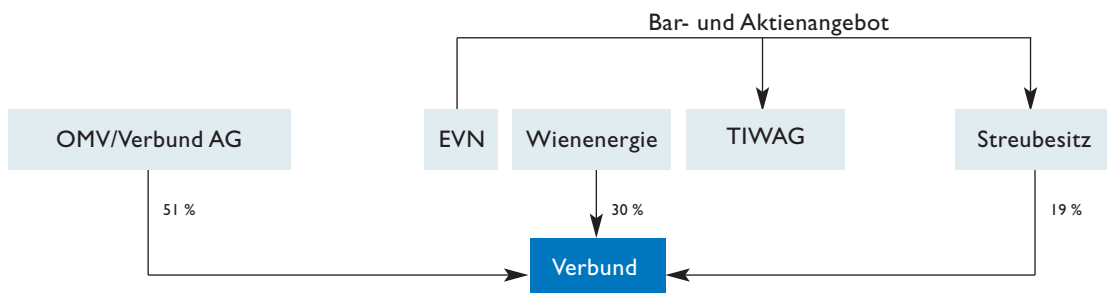 Bar- und Aktienangebot
OMV/Verbund AG
EVN
Wienenergie
TIWAG
Streubesitz
51 %
30 %
19 %
Verbund